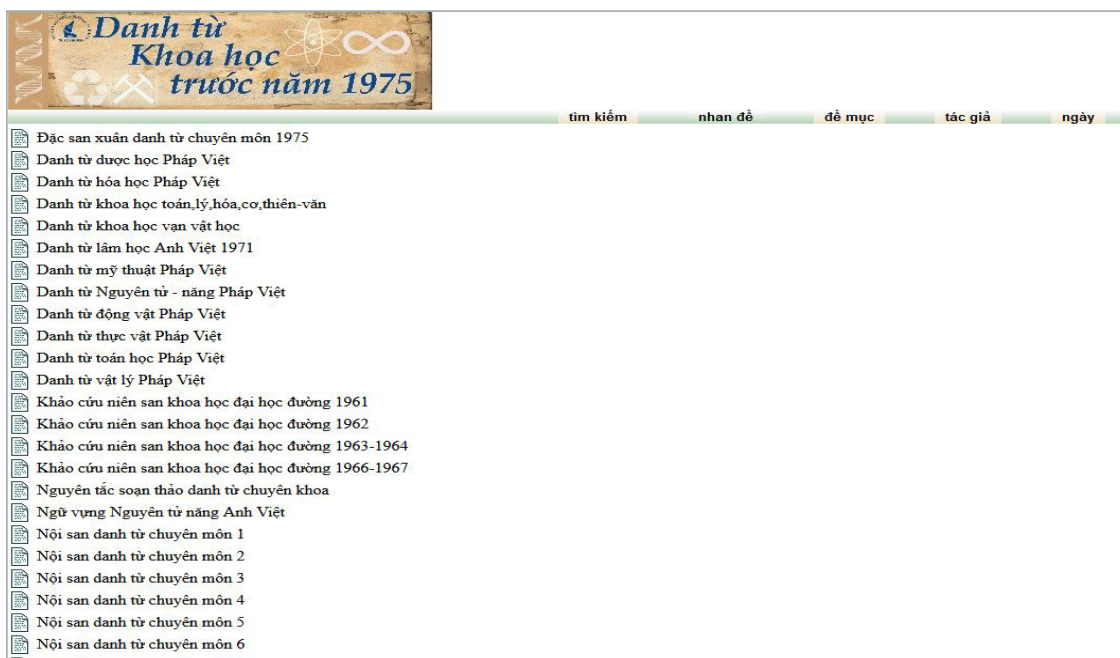 Danh từ
Khoa học
trước năm 1975
tìm kiếm nhan đề đề mục tác giả ngày
Đặc san xuân danh từ chuyên môn 1975
Danh từ dược học Pháp Việt
Danh từ hóa học Pháp Việt
Danh từ khoa học toán,lý,hóa,cơ,thiên-văn
Danh từ khoa học vạn vật học
Danh từ lâm học Anh Việt 1971
Danh từ mỹ thuật Pháp Việt
Danh từ Nguyên tử - năng Pháp Việt
Danh từ động vật Pháp Việt
Danh từ thực vật Pháp Việt
Danh từ toán học Pháp Việt
Danh từ vật lý Pháp Việt
Khảo cứu niên san khoa học đại học đường 1961
Khảo cứu niên san khoa học đại học đường 1962
Khảo cứu niên san khoa học đại học đường 1963-1964
Khảo cứu niên san khoa học đại học đường 1966-1967
Nguyên tắc soạn thảo danh từ chuyên khoa
Ngữ vựng Nguyên tử năng Anh Việt
Nội san danh từ chuyên môn 1
Nội san danh từ chuyên môn 2
Nội san danh từ chuyên môn 3
Nội san danh từ chuyên môn 4
Nội san danh từ chuyên môn 5
Nội san danh từ chuyên môn 6